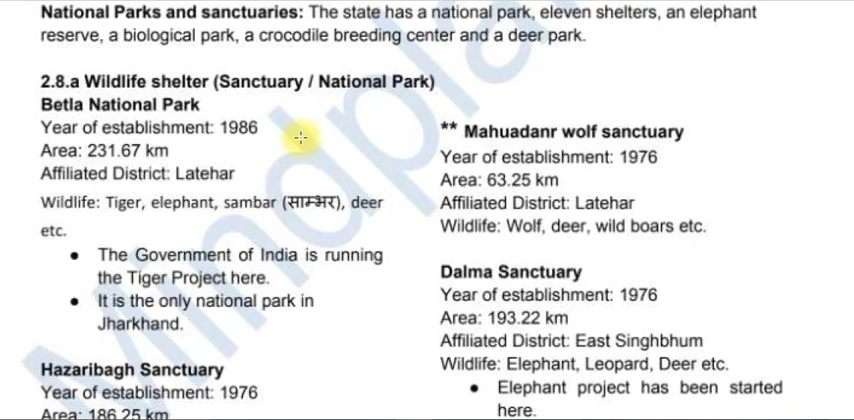 National Parks and sanctuaries: The state has a national park, eleven shelters, an elephant
reserve, a biological park, a crocodile breeding center and a deer park.
2.8.a Wildlife shelter (Sanctuary / National Park)
Betla National Park
Year of establishment: 1986
Area: 231.67 km
Affiliated District: Latehar
Wildlife: Tiger, elephant, sambar (साम्भर), deer
etc.
• The Government of India is running
the Tiger Project here.
• It is the only national park in
Jharkhand.
Hazaribagh Sanctuary
Year of establishment: 1976
Area: 186.25 km
** Mahuadanr wolf sanctuary
Year of establishment: 1976
Area: 63.25 km
Affiliated District: Latehar
Wildlife: Wolf, deer, wild boars etc.
Dalma Sanctuary
Year of establishment: 1976
Area: 193.22 km
Affiliated District: East Singhbhum
Wildlife: Elephant, Leopard, Deer etc.
• Elephant project has been started
here.
Mindpla